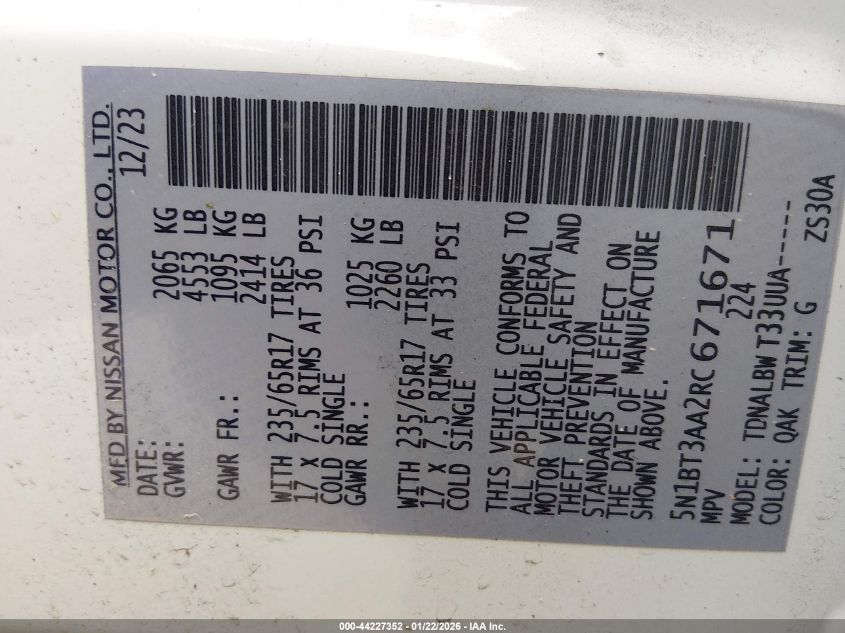 MFD BY NISSAN MOTOR CO., LTD.
DATE: 12/23
GVWR: 2065 KG
4553 LB
GAWR FR.: 1095 KG
2414 LB
WITH 235/65R17 TIRES
17 X 7.5 RIMS AT 36 PSI
COLD SINGLE
GAWR RR.: 1025 KG
2260 LB
WITH 235/65R17 TIRES
17 X 7.5 RIMS AT 33 PSI
COLD SINGLE
THIS VEHICLE CONFORMS TO
ALL APPLICABLE FEDERAL
MOTOR VEHICLE SAFETY AND
THEFT PREVENTION
STANDARDS IN EFFECT ON
THE DATE OF MANUFACTURE
SHOWN ABOVE.
5N1BT3AA2RC671671
MPV 224
MODEL: TDNALBW T33UUA-----
COLOR: QAK TRIM: G ZS30A
000-44227352 | 01/22/2026 - IAA Inc.